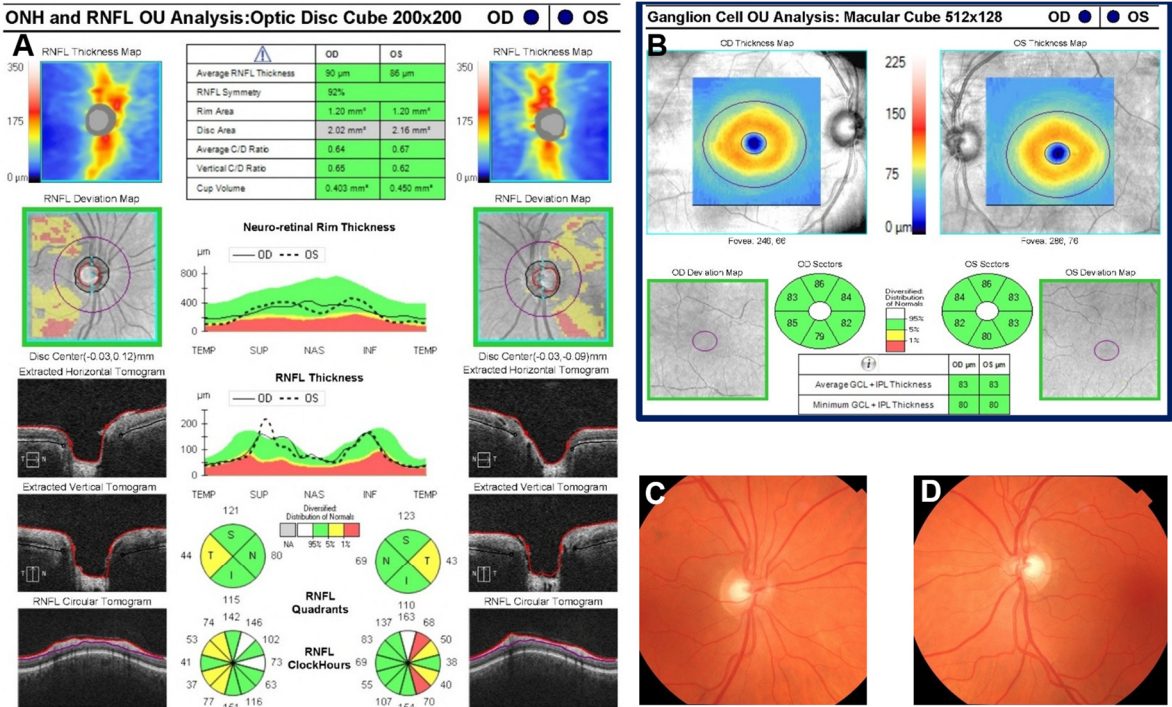 ONH and RNFL OU Analysis:Optic Disc Cube 200x200 OD OS
A
RNFL Thickness Map
350
175
0 µm
OD OS
Average RNFL Thickness 90 µm 86 µm
RNFL Symmetry 92%
Rim Area 1.20 mm² 1.20 mm²
Disc Area 2.02 mm² 2.16 mm²
Average C/D Ratio 0.64 0.67
Vertical C/D Ratio 0.65 0.62
Cup Volume 0.403 mm³ 0.450 mm³
RNFL Thickness Map
350
175
0 µm
RNFL Deviation Map
Disc Center(-0.03,0.12)mm
Neuro-retinal Rim Thickness
µm OD OS
800
400
0
TEMP SUP NAS INF TEMP
RNFL Deviation Map
Disc Center(-0.03,-0.09)mm
Extracted Horizontal Tomogram
T N
RNFL Thickness
µm OD OS
200
100
0
TEMP SUP NAS INF TEMP
Extracted Horizontal Tomogram
N T
Extracted Vertical Tomogram
T N
Extracted Vertical Tomogram
N T
Diversified:
Distribution of Normals
NA 95% 5% 1%
121
S
44 T N 80
I
115
123
S
69 N T 43
I
110
RNFL
Quadrants
RNFL Circular Tomogram
RNFL Circular Tomogram
RNFL
ClockHours
142
74 146
53 102
41 73
37 63
77 116
163
137 68
83 50
69 38
55 40
107 70
Ganglion Cell OU Analysis: Macular Cube 512x128 OD OS
B
OD Thickness Map
Fovea: 246, 66
225
150
75
0 µm
OS Thickness Map
Fovea: 286, 76
OD Deviation Map
OD Sectors
86
83 84
85 82
79
Diversified:
Distribution
of Normals
95%
5%
1%
OS Sectors
86
84 83
82 83
80
OS Deviation Map
OD µm OS µm
Average GCL + IPL Thickness 83 83
Minimum GCL + IPL Thickness 80 80
C
D